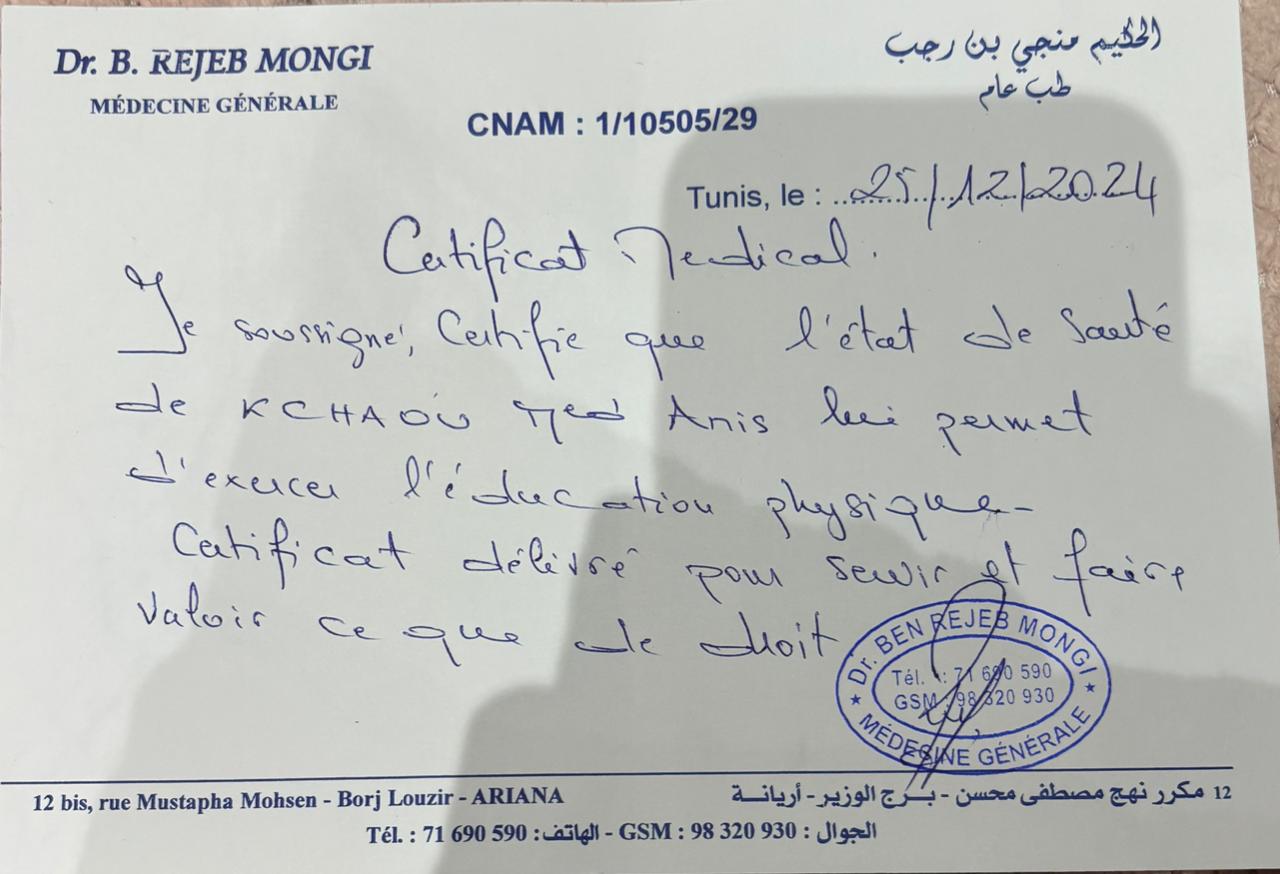 Dr. B. REJEB MONGI
MÉDECINE GÉNÉRALE
الحكيم منجي بن رجب
طب عام
CNAM : 1/10505/29
Tunis, le : 25/12/2024
Certificat Medical.
Je soussigné, Certifie que l'état de Santé
de KCHAOU Med Anis lui permet
d'exercer l'éducation physique-
Certificat délivré pour servir et faire
valoir ce que de droit
Dr. BEN REJEB MONGI
Tél. : 71 690 590
GSM : 98 320 930
MÉDECINE GÉNÉRALE
12 bis, rue Mustapha Mohsen - Borj Louzir - ARIANA
12 مكرر نهج مصطفى محسن - برج الوزير - أريانة
Tél. : 71 690 590 : الهاتف - GSM : 98 320 930 : الجوال